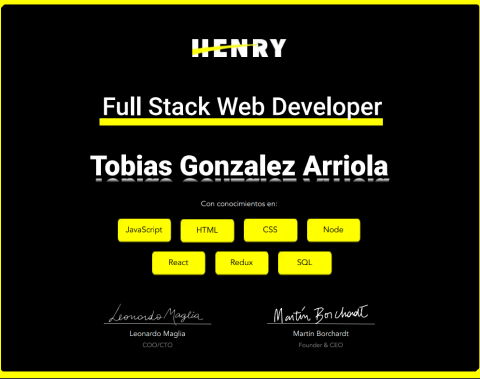 HENRY
Full Stack Web Developer
Tobias Gonzalez Arriola
Con conocimientos en:
JavaScript HTML CSS Node
React Redux SQL
Leonardo Maglia Martín Borchardt
Leonardo Maglia Martin Borchardt
COO/CTO Founder & CEO